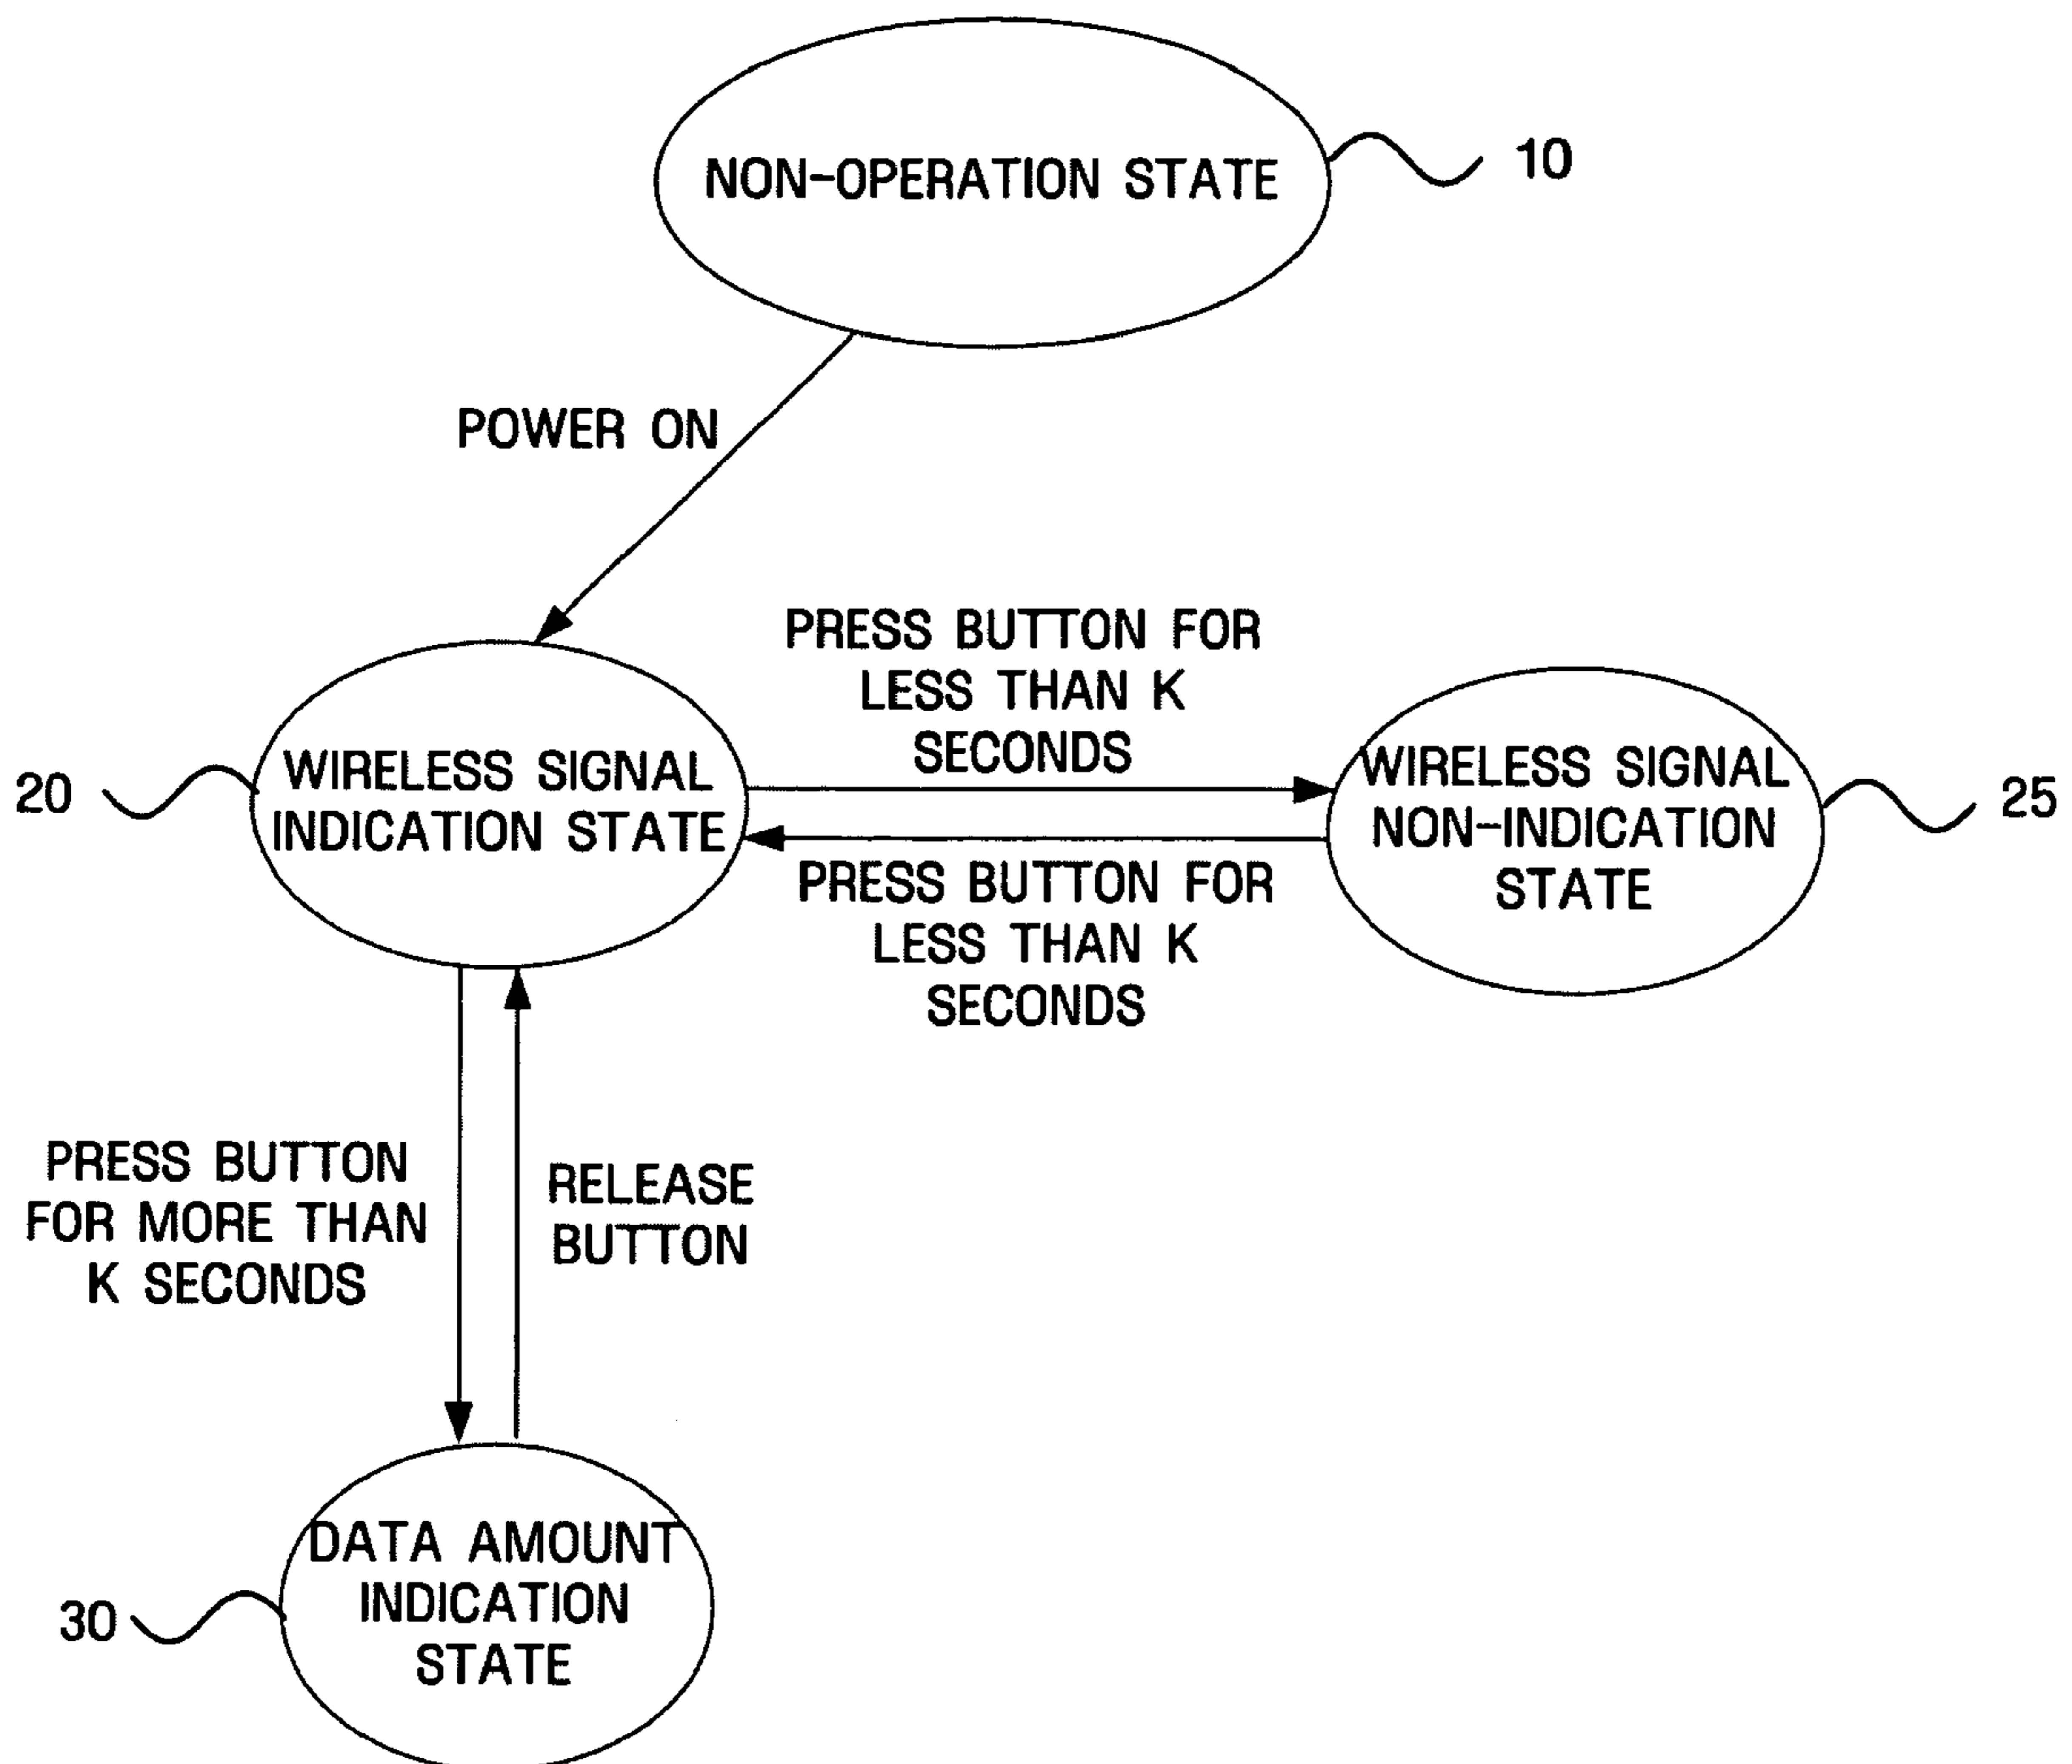 NON-OPERATION STATE
10
POWER ON
PRESS BUTTON FOR
LESS THAN K
SECONDS
20
WIRELESS SIGNAL
INDICATION STATE
WIRELESS SIGNAL
NON-INDICATION
STATE
25
PRESS BUTTON FOR
LESS THAN K
SECONDS
PRESS BUTTON
FOR MORE THAN
K SECONDS
RELEASE
BUTTON
30
DATA AMOUNT
INDICATION
STATE